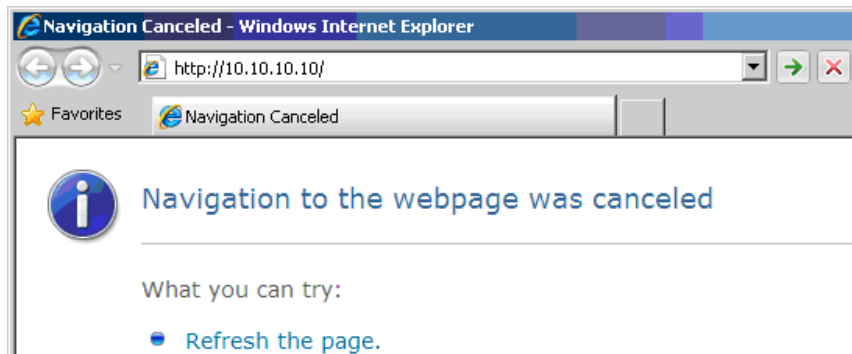 Navigation Canceled - Windows Internet Explorer
http://10.10.10.10/
Favorites
Navigation Canceled
Navigation to the webpage was canceled
What you can try:
Refresh the page.